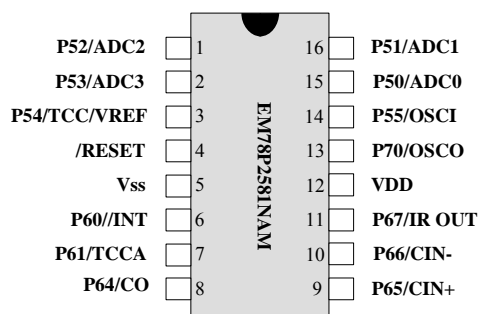 P52/ADC2 1 16 P51/ADC1
P53/ADC3 2 15 P50/ADC0
P54/TCC/VREF 3 14 P55/OSCI
/RESET 4 13 P70/OSCO
Vss 5 12 VDD
P60//INT 6 11 P67/IR OUT
P61/TCCA 7 10 P66/CIN-
P64/CO 8 9 P65/CIN+
EM78P2581NAM